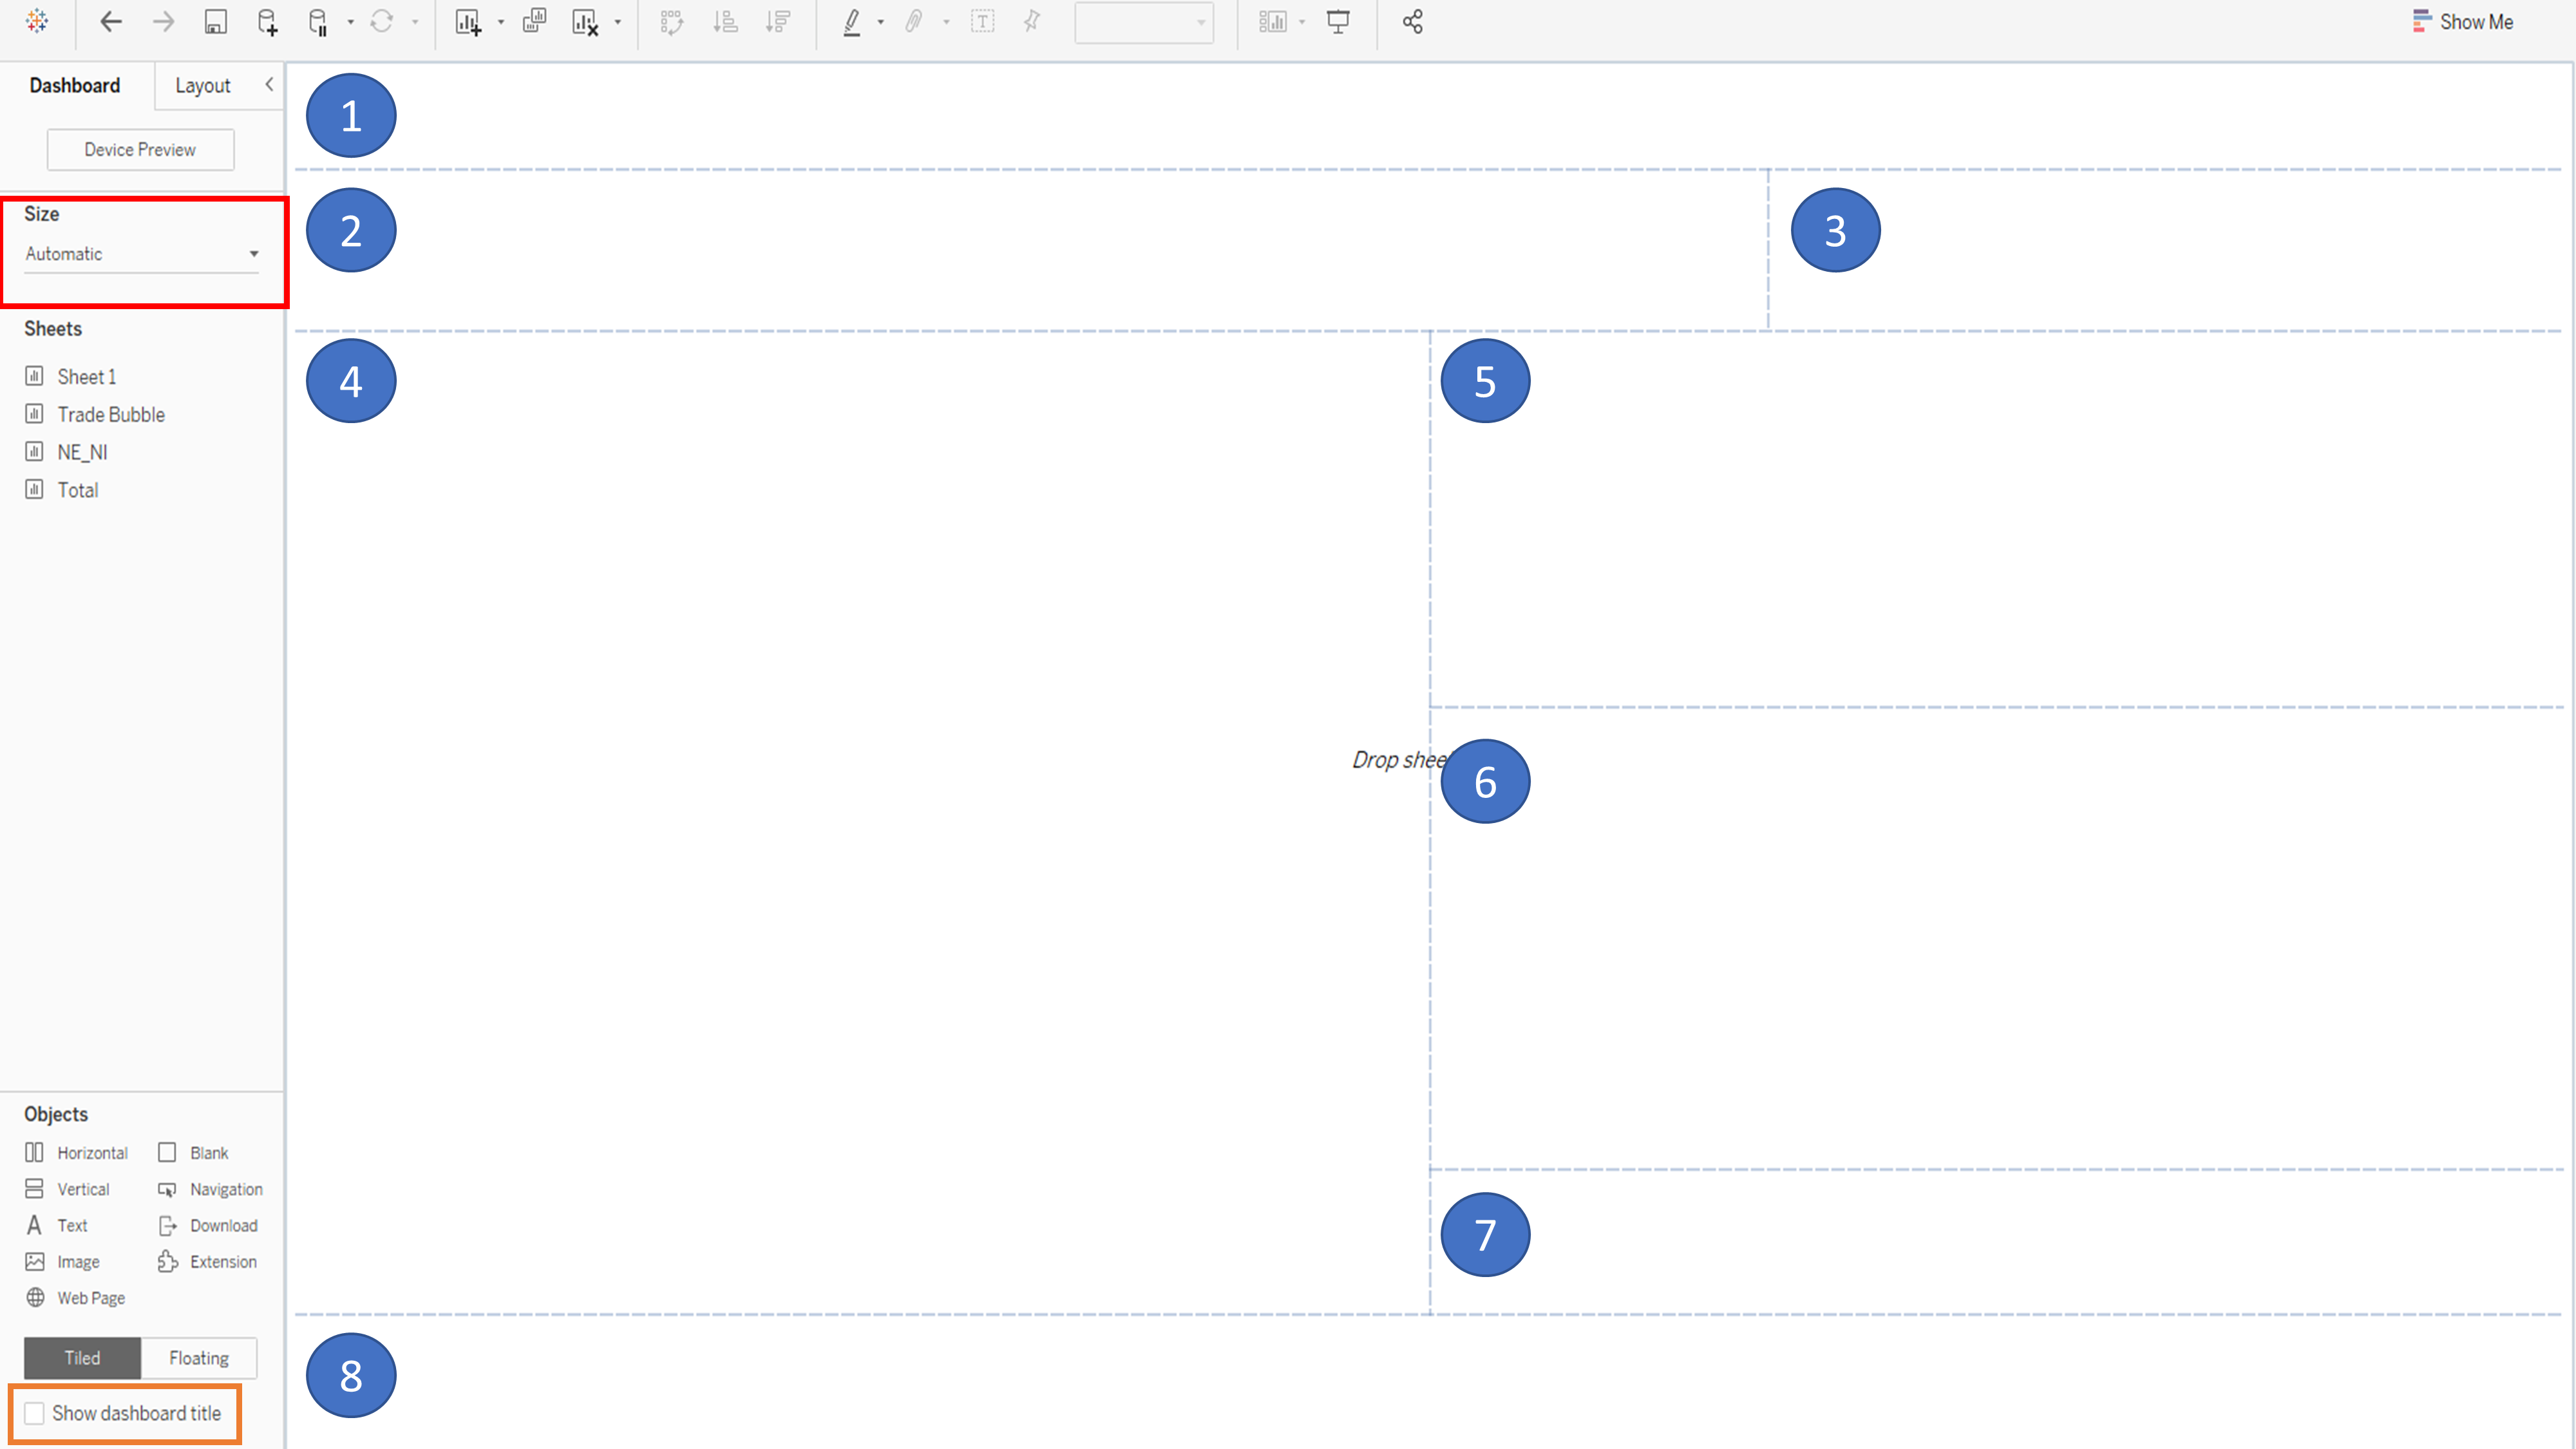 Show Me
Dashboard Layout
Device Preview
Size
Automatic
Sheets
Sheet 1
Trade Bubble
NE_NI
Total
Objects
Horizontal Blank
Vertical Navigation
Text Download
Image Extension
Web Page
Tiled Floating
Show dashboard title
1
2 3
4 5
Drop shee
6
7
8